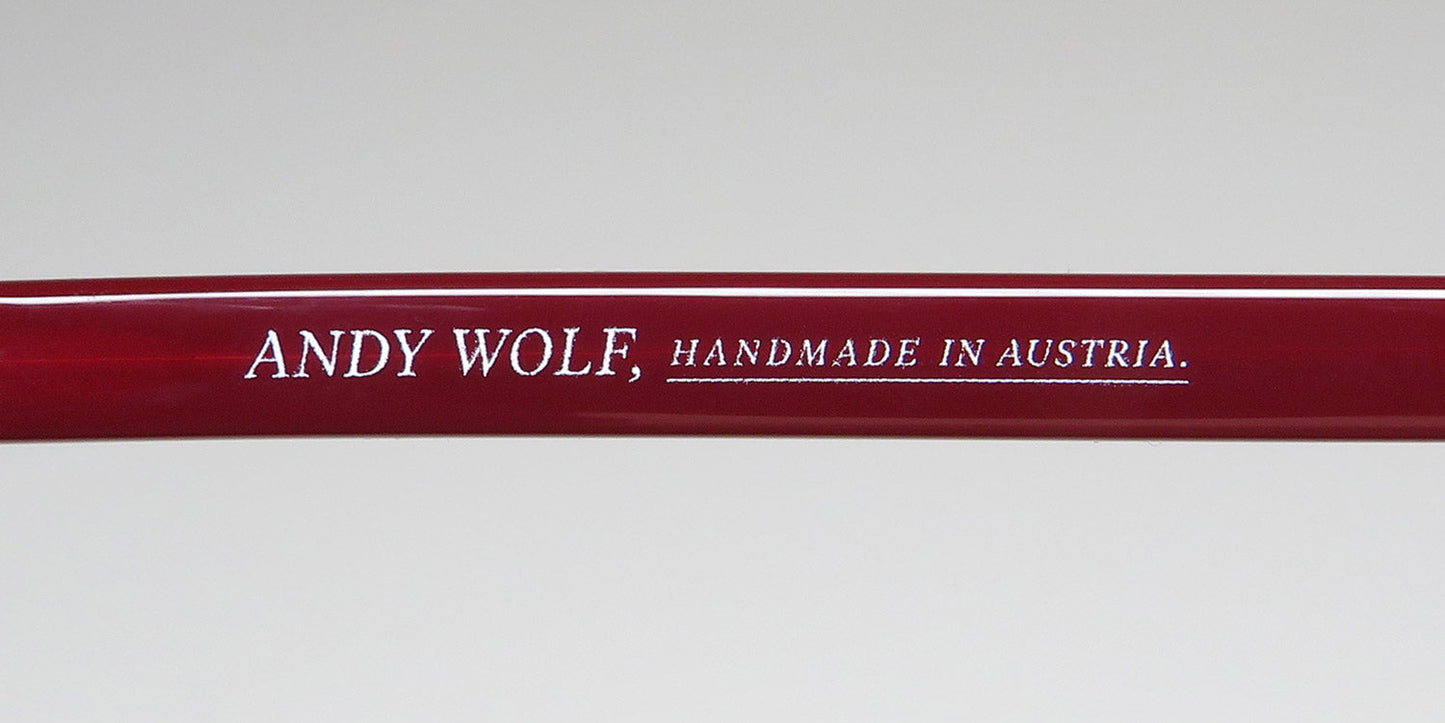 ANDY WOLF, HANDMADE IN AUSTRIA.